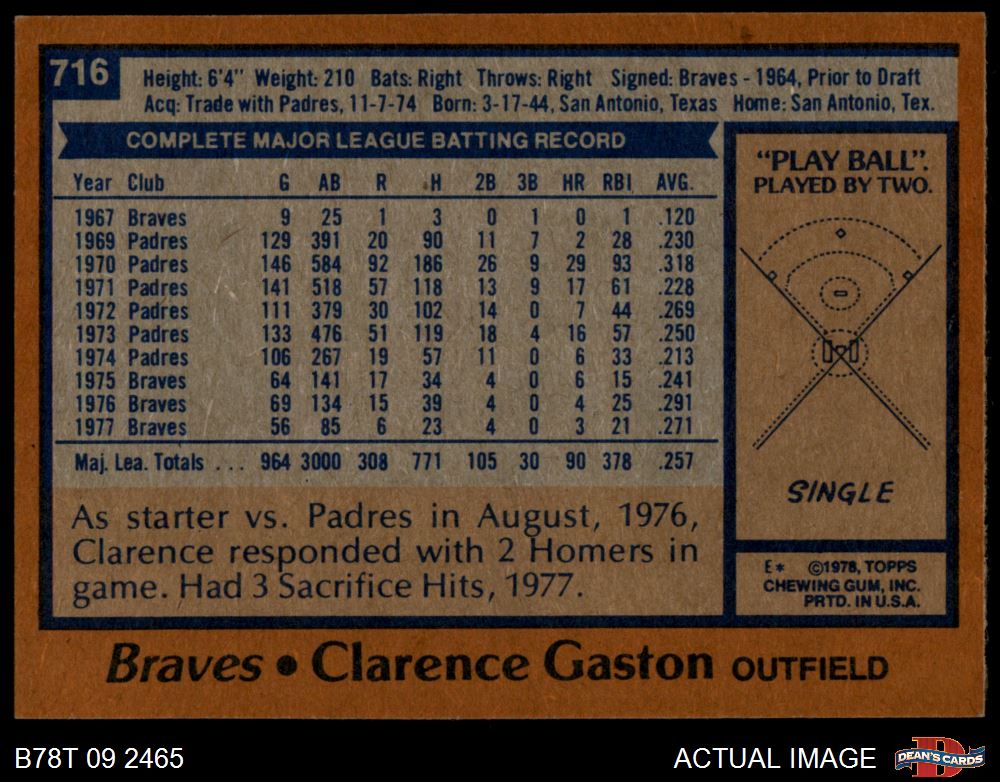 716
Height: 6'4" Weight: 210 Bats: Right Throws: Right Signed: Braves - 1964, Prior to Draft
Acq: Trade with Padres, 11-7-74 Born: 3-17-44, San Antonio, Texas Home: San Antonio, Tex.
COMPLETE MAJOR LEAGUE BATTING RECORD
Year Club G AB R H 2B 3B HR RBI AVG.
1967 Braves 9 25 1 3 0 1 0 1 .120
1969 Padres 129 391 20 90 11 7 2 28 .230
1970 Padres 146 584 92 186 26 9 29 93 .318
1971 Padres 141 518 57 118 13 9 17 61 .228
1972 Padres 111 379 30 102 14 0 7 44 .269
1973 Padres 133 476 51 119 18 4 16 57 .250
1974 Padres 106 267 19 57 11 0 6 33 .213
1975 Braves 64 141 17 34 4 0 6 15 .241
1976 Braves 69 134 15 39 4 0 4 25 .291
1977 Braves 56 85 6 23 4 0 3 21 .271
Maj. Lea. Totals ... 964 3000 308 771 105 30 90 378 .257
As starter vs. Padres in August, 1976,
Clarence responded with 2 Homers in
game. Had 3 Sacrifice Hits, 1977.
"PLAY BALL".
PLAYED BY TWO.
SINGLE
E* ©1978, TOPPS
CHEWING GUM, INC.
PRTD. IN U.S.A.
Braves • Clarence Gaston OUTFIELD
B78T 09 2465
ACTUAL IMAGE
D
DEAN'S CARDS